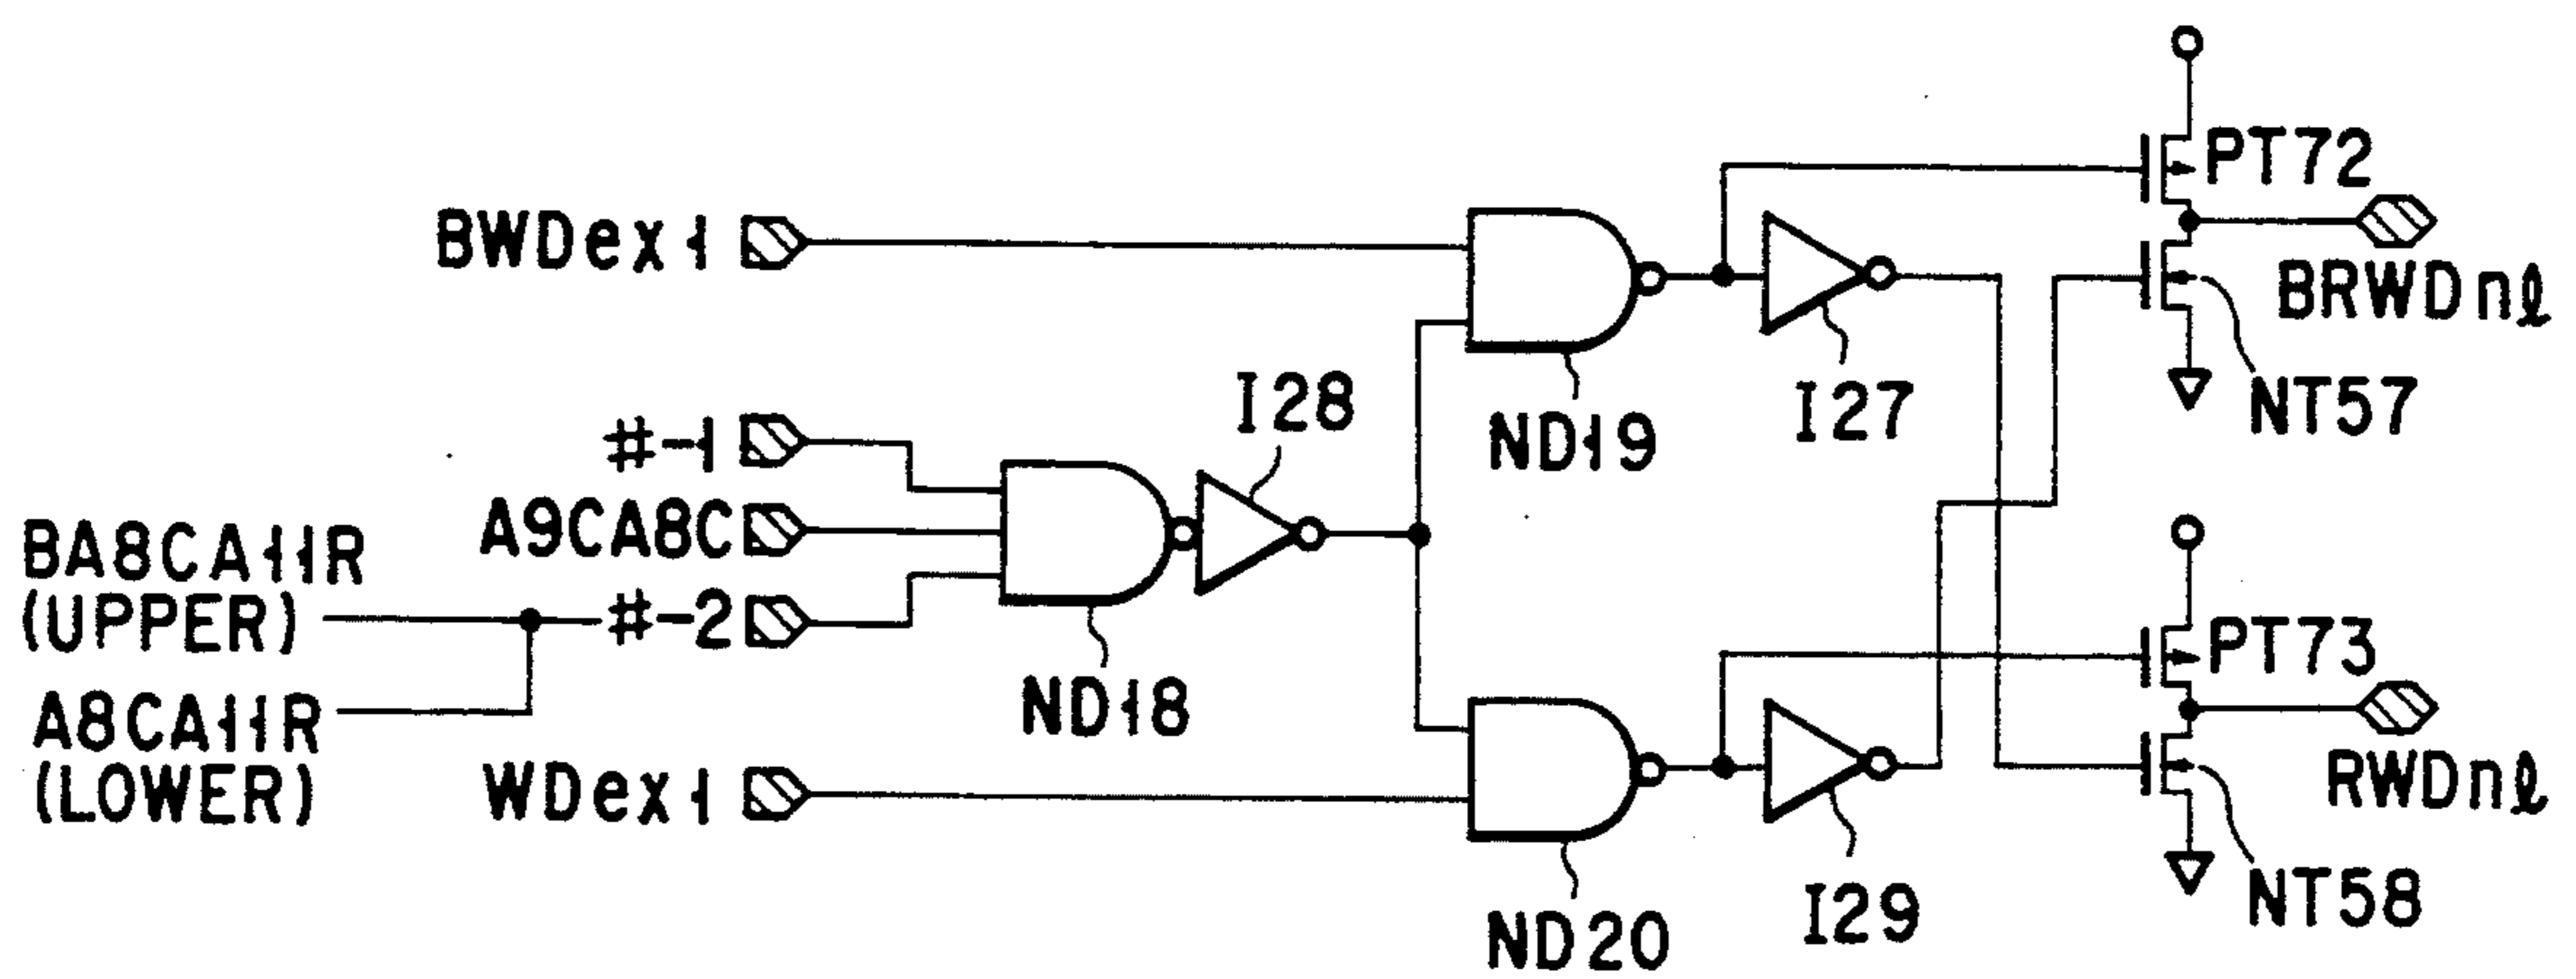 PT72
BWDex1
BRWDnℓ
I28
I27
NT57
#-1
ND19
A9CA8C
BA8CA11R
(UPPER)
#-2
PT73
A8CA11R
(LOWER)
ND18
WDex1
RWDnℓ
I29
NT58
ND20